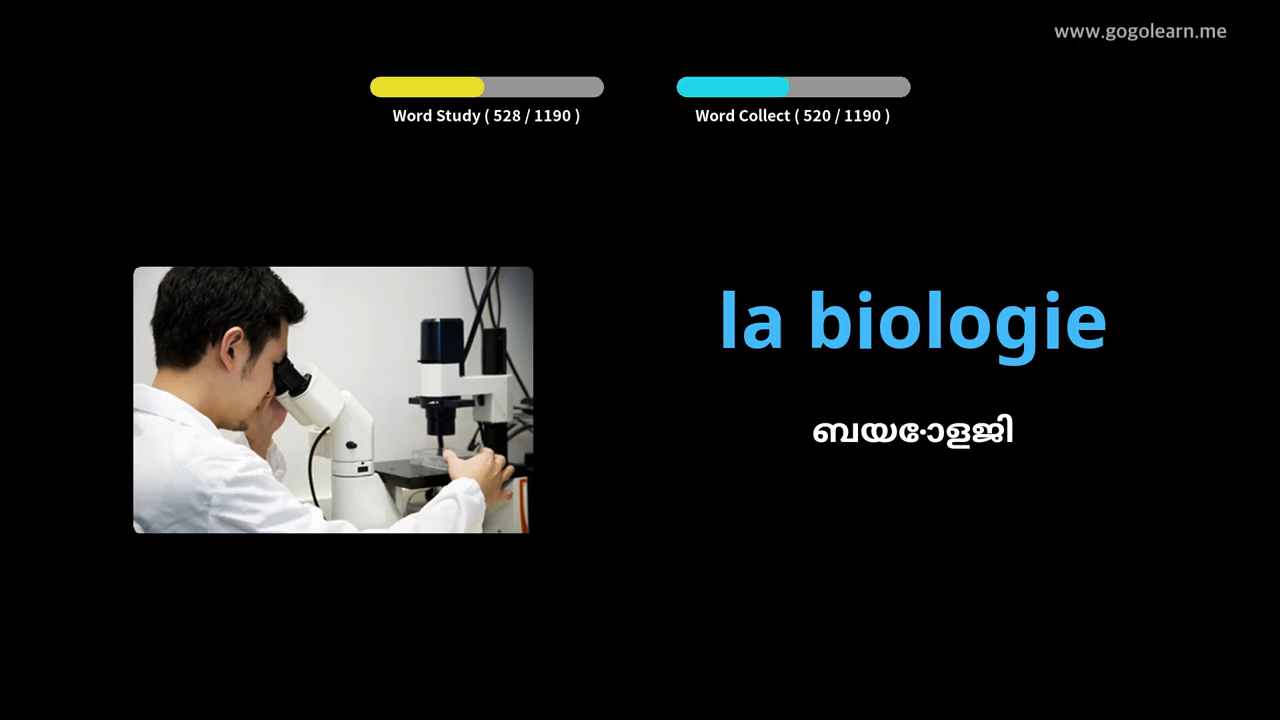 www.gogolearn.me
Word Study ( 528 / 1190 )
Word Collect ( 520 / 1190 )
la biologie
ബയോളജി